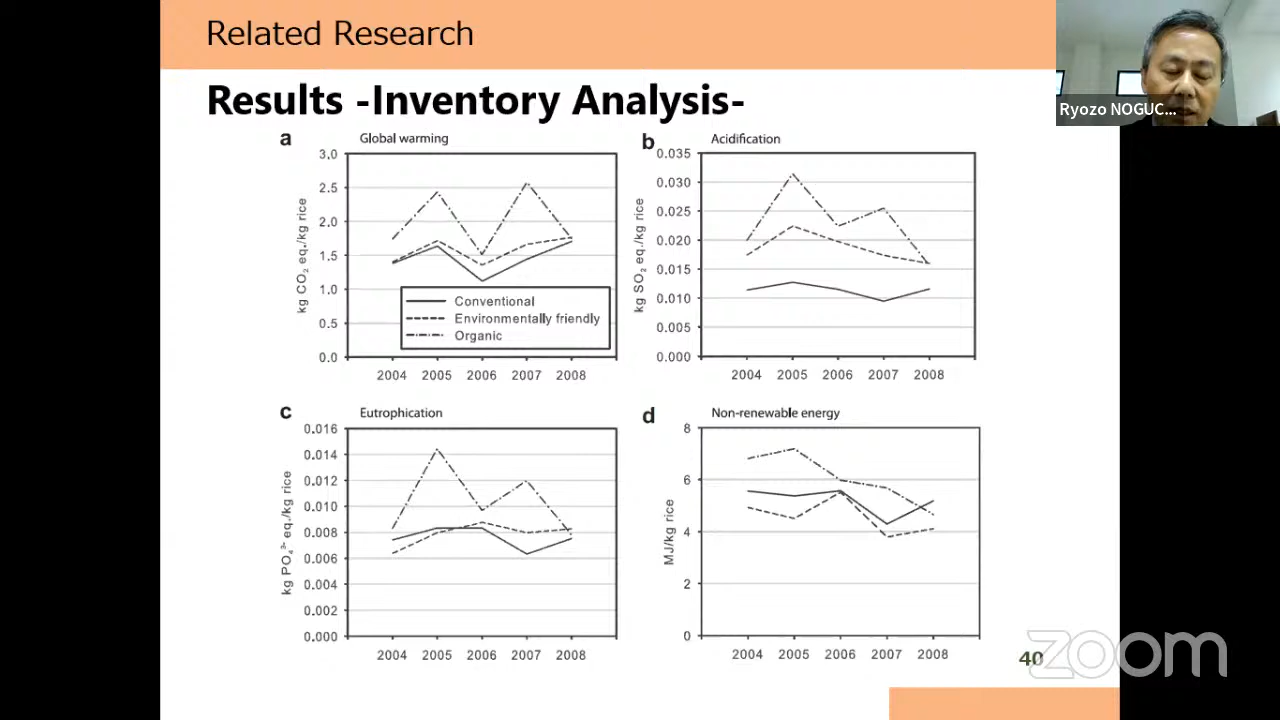 Related Research
Ryozo NOGUC...
Results -Inventory Analysis-
a
Global warming
3.0
2.5
2.0
1.5
1.0
0.5
0.0
kg CO2 eq./kg rice
Conventional
Environmentally friendly
Organic
2004 2005 2006 2007 2008
b
Acidification
0.035
0.030
0.025
0.020
0.015
0.010
0.005
0.000
kg SO2 eq./kg rice
2004 2005 2006 2007 2008
c
Eutrophication
0.016
0.014
0.012
0.010
0.008
0.006
0.004
0.002
0.000
kg PO4³⁻ eq./kg rice
2004 2005 2006 2007 2008
d
Non-renewable energy
8
6
4
2
0
MJ/kg rice
2004 2005 2006 2007 2008
40
zoom